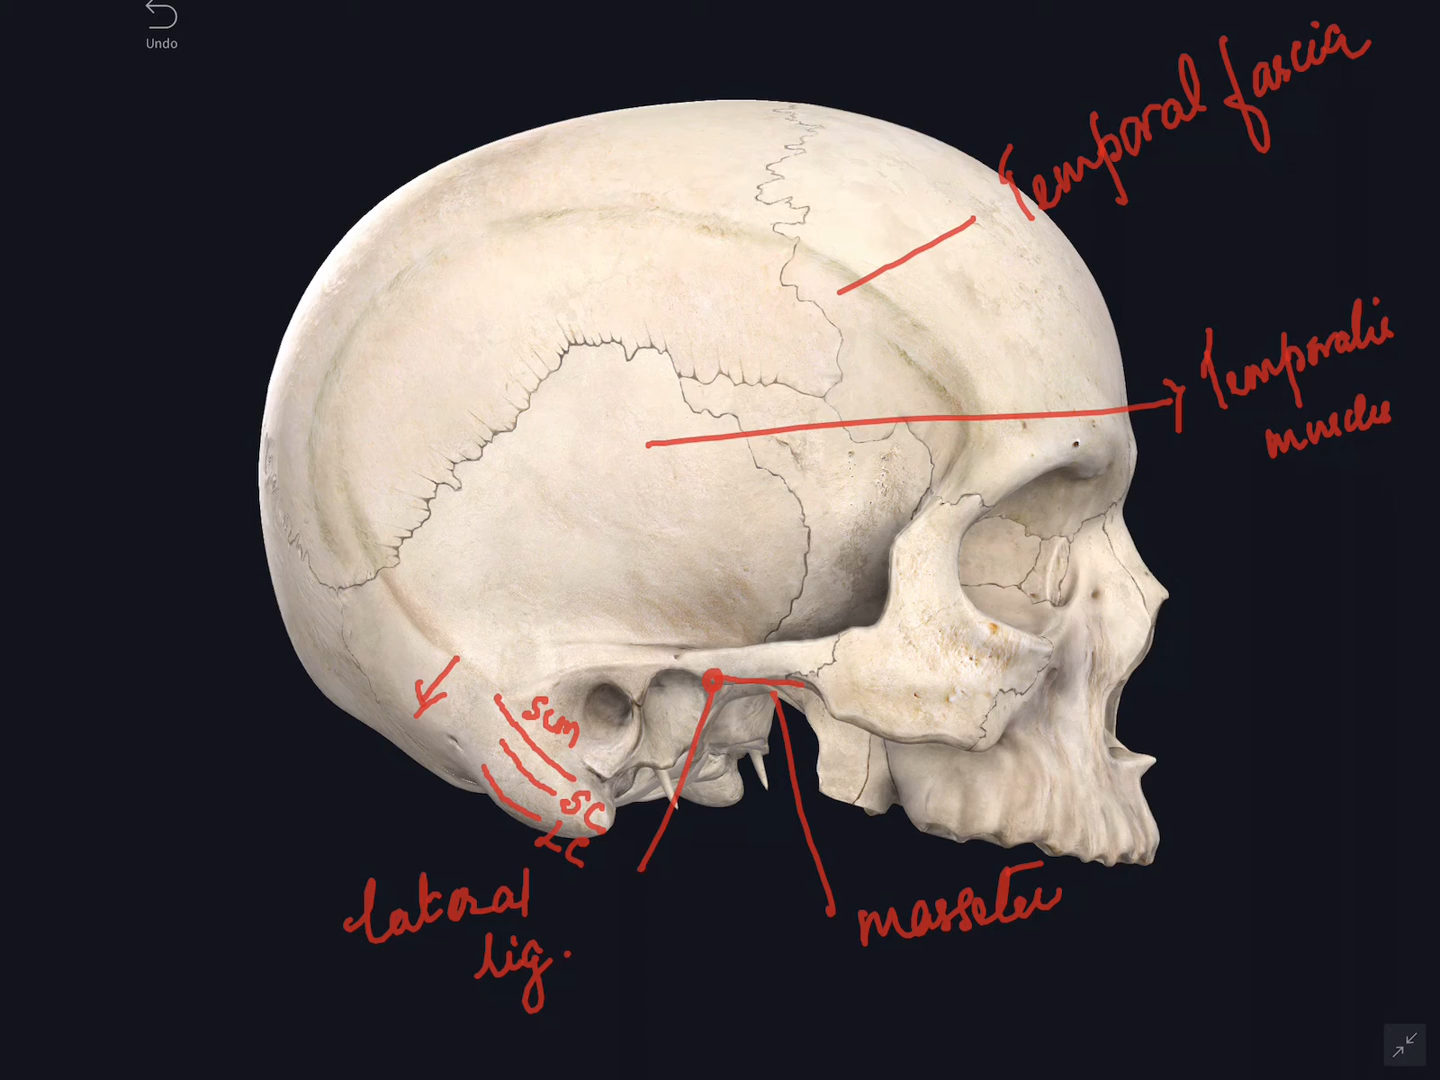 Undo
Temporal fascia
Temporalis
muscle
SCM
SC
LC
lateral
lig.
masseter